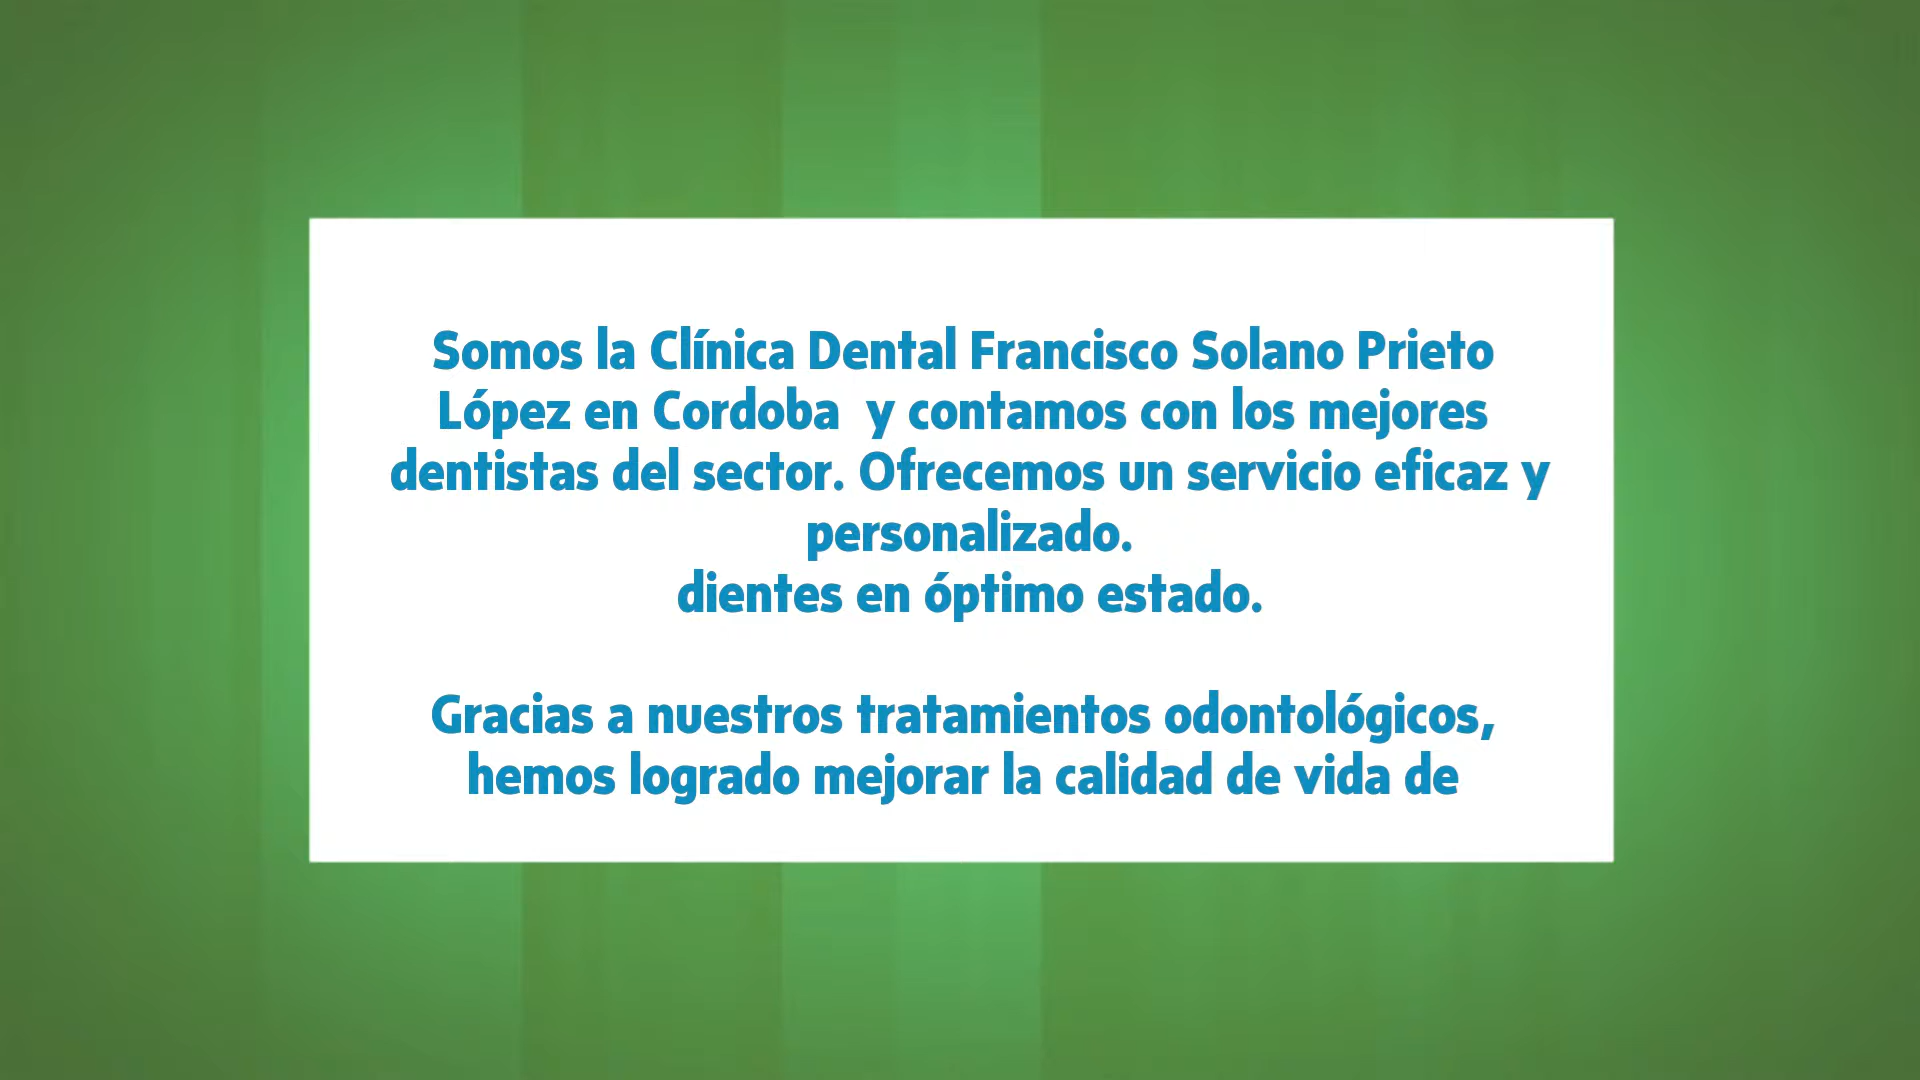 Somos la Clínica Dental Francisco Solano Prieto
López en Cordoba  y contamos con los mejores
dentistas del sector. Ofrecemos un servicio eficaz y
personalizado.
dientes en óptimo estado.
Gracias a nuestros tratamientos odontológicos,
hemos logrado mejorar la calidad de vida de